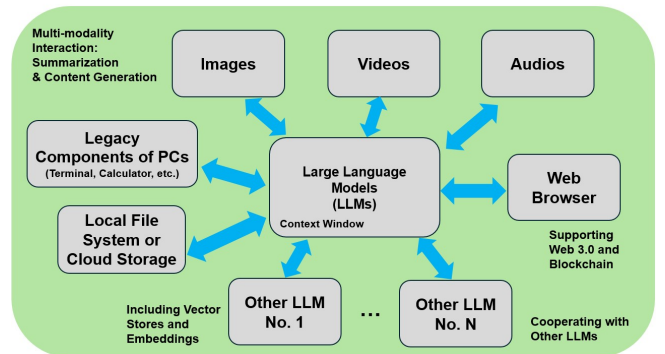 Multi-modality
Interaction:
Summarization
& Content Generation
Images
Videos
Audios
Legacy
Components of PCs
(Terminal, Calculator, etc.)
Large Language
Models
(LLMs)
Context Window
Web
Browser
Local File
System or
Cloud Storage
Supporting
Web 3.0 and
Blockchain
Including Vector
Stores and
Embeddings
Other LLM
No. 1
...
Other LLM
No. N
Cooperating with
Other LLMs